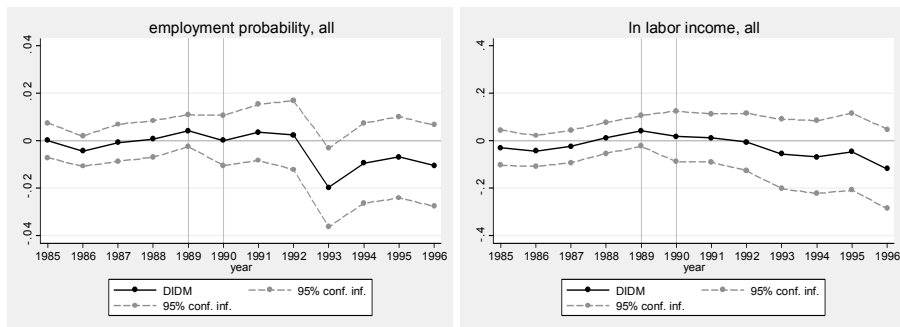 employment probability, all
.04
.02
0
-.02
-.04
1985 1986 1987 1988 1989 1990 1991 1992 1993 1994 1995 1996
year
DIDM 95% conf. inf.
95% conf. inf.
ln labor income, all
.4
.2
0
-.2
-.4
1985 1986 1987 1988 1989 1990 1991 1992 1993 1994 1995 1996
year
DIDM 95% conf. inf.
95% conf. inf.